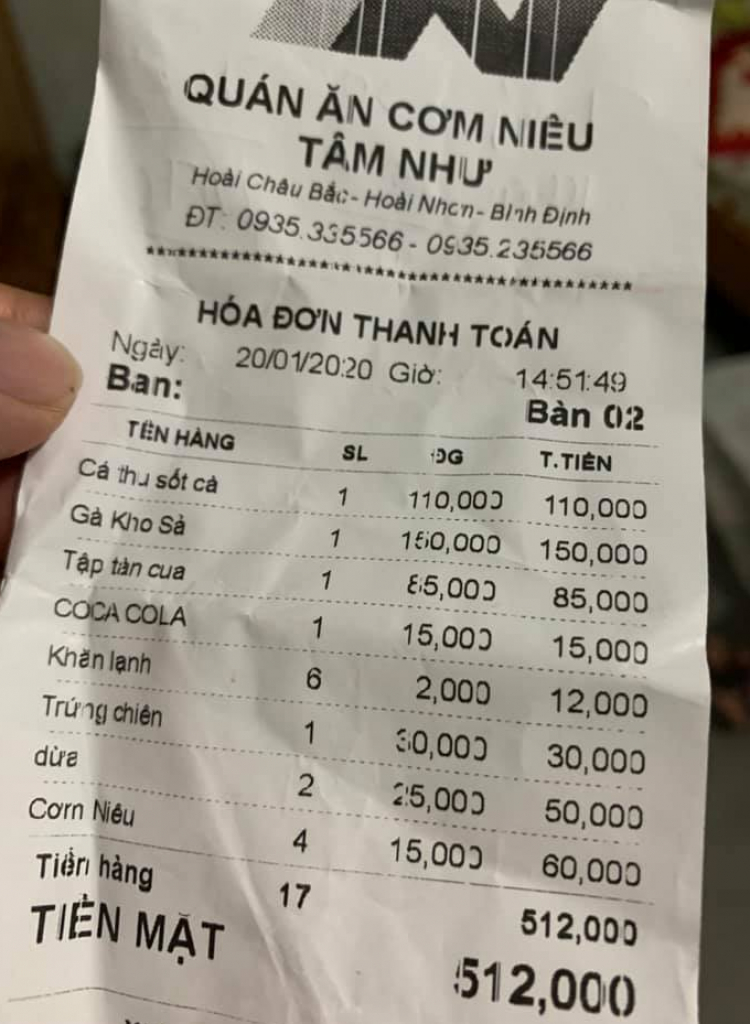 QUÁN ĂN CƠM NIÊU
TÂM NHƯ
Hoài Châu Bắc- Hoài Nhơn- Bình Định
ĐT: 0935.335566 - 0935.235566
HÓA ĐƠN THANH TOÁN
Ngày: 20/01/2020 Giờ: 14:51:49
Ban: Bàn 02
TÊN HÀNG SL ĐG T.TIỀN
Cá thu sốt cà 1 110,000 110,000
Gà Kho Sả 1 150,000 150,000
Tập tàn cua 1 85,000 85,000
COCA COLA 1 15,000 15,000
Khăn lạnh 6 2,000 12,000
Trứng chiên 1 30,000 30,000
dừa 2 25,000 50,000
Cơm Niêu 4 15,000 60,000
Tiền hàng 17 512,000
TIỀN MẶT 512,000